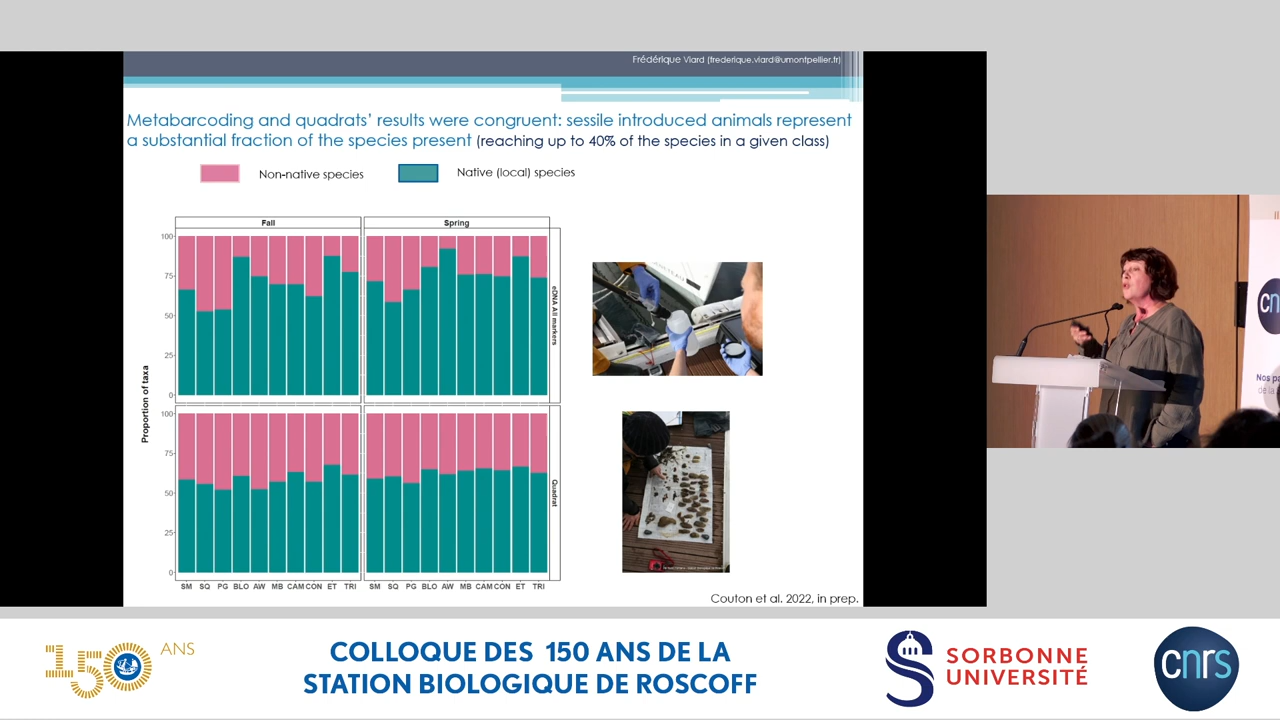 Frédérique Viard (frederique.viard@umontpellier.fr)
Metabarcoding and quadrats’ results were congruent: sessile introduced animals represent
a substantial fraction of the species present (reaching up to 40% of the species in a given class)
Non-native species
Native (local) species
Fall
Spring
100
75
50
25
0
eDNA All markers
Proportion of taxa
100
75
50
25
0
Quadrat
SM SQ PG BLO AW MB CAM CON ET TRI
SM SQ PG BLO AW MB CAM CON ET TRI
Couton et al. 2022, in prep.
cn
Nos pa
150 ANS
COLLOQUE DES 150 ANS DE LA
STATION BIOLOGIQUE DE ROSCOFF
SORBONNE
UNIVERSITÉ
cnrs